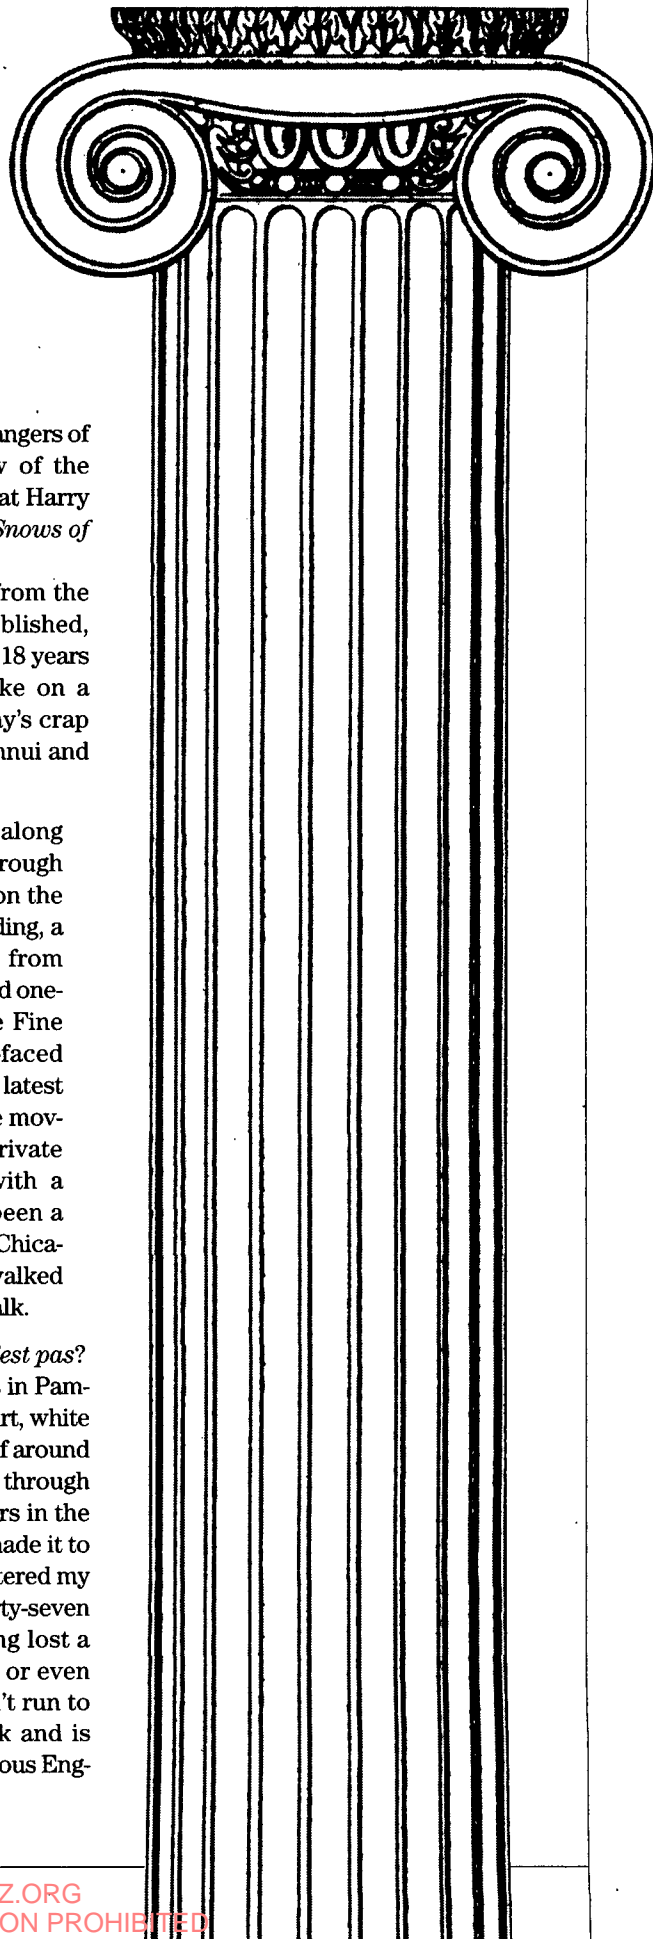 angers of
w of the
at Harry
Snows of
from the
blished,
18 years
ke on a
ay's crap
nnui and
along
rough
on the
ding, a
from
d one-
e Fine
-faced
latest
e mov-
rivate
with a
been a
Chica-
walked
alk.
'est pas?
s in Pam-
rt, white
f around
through
rs in the
nade it to
tered my
ty-seven
ng lost a
or even
't run to
k and is
ous Eng-
Z.ORG
ON PROHIBITED